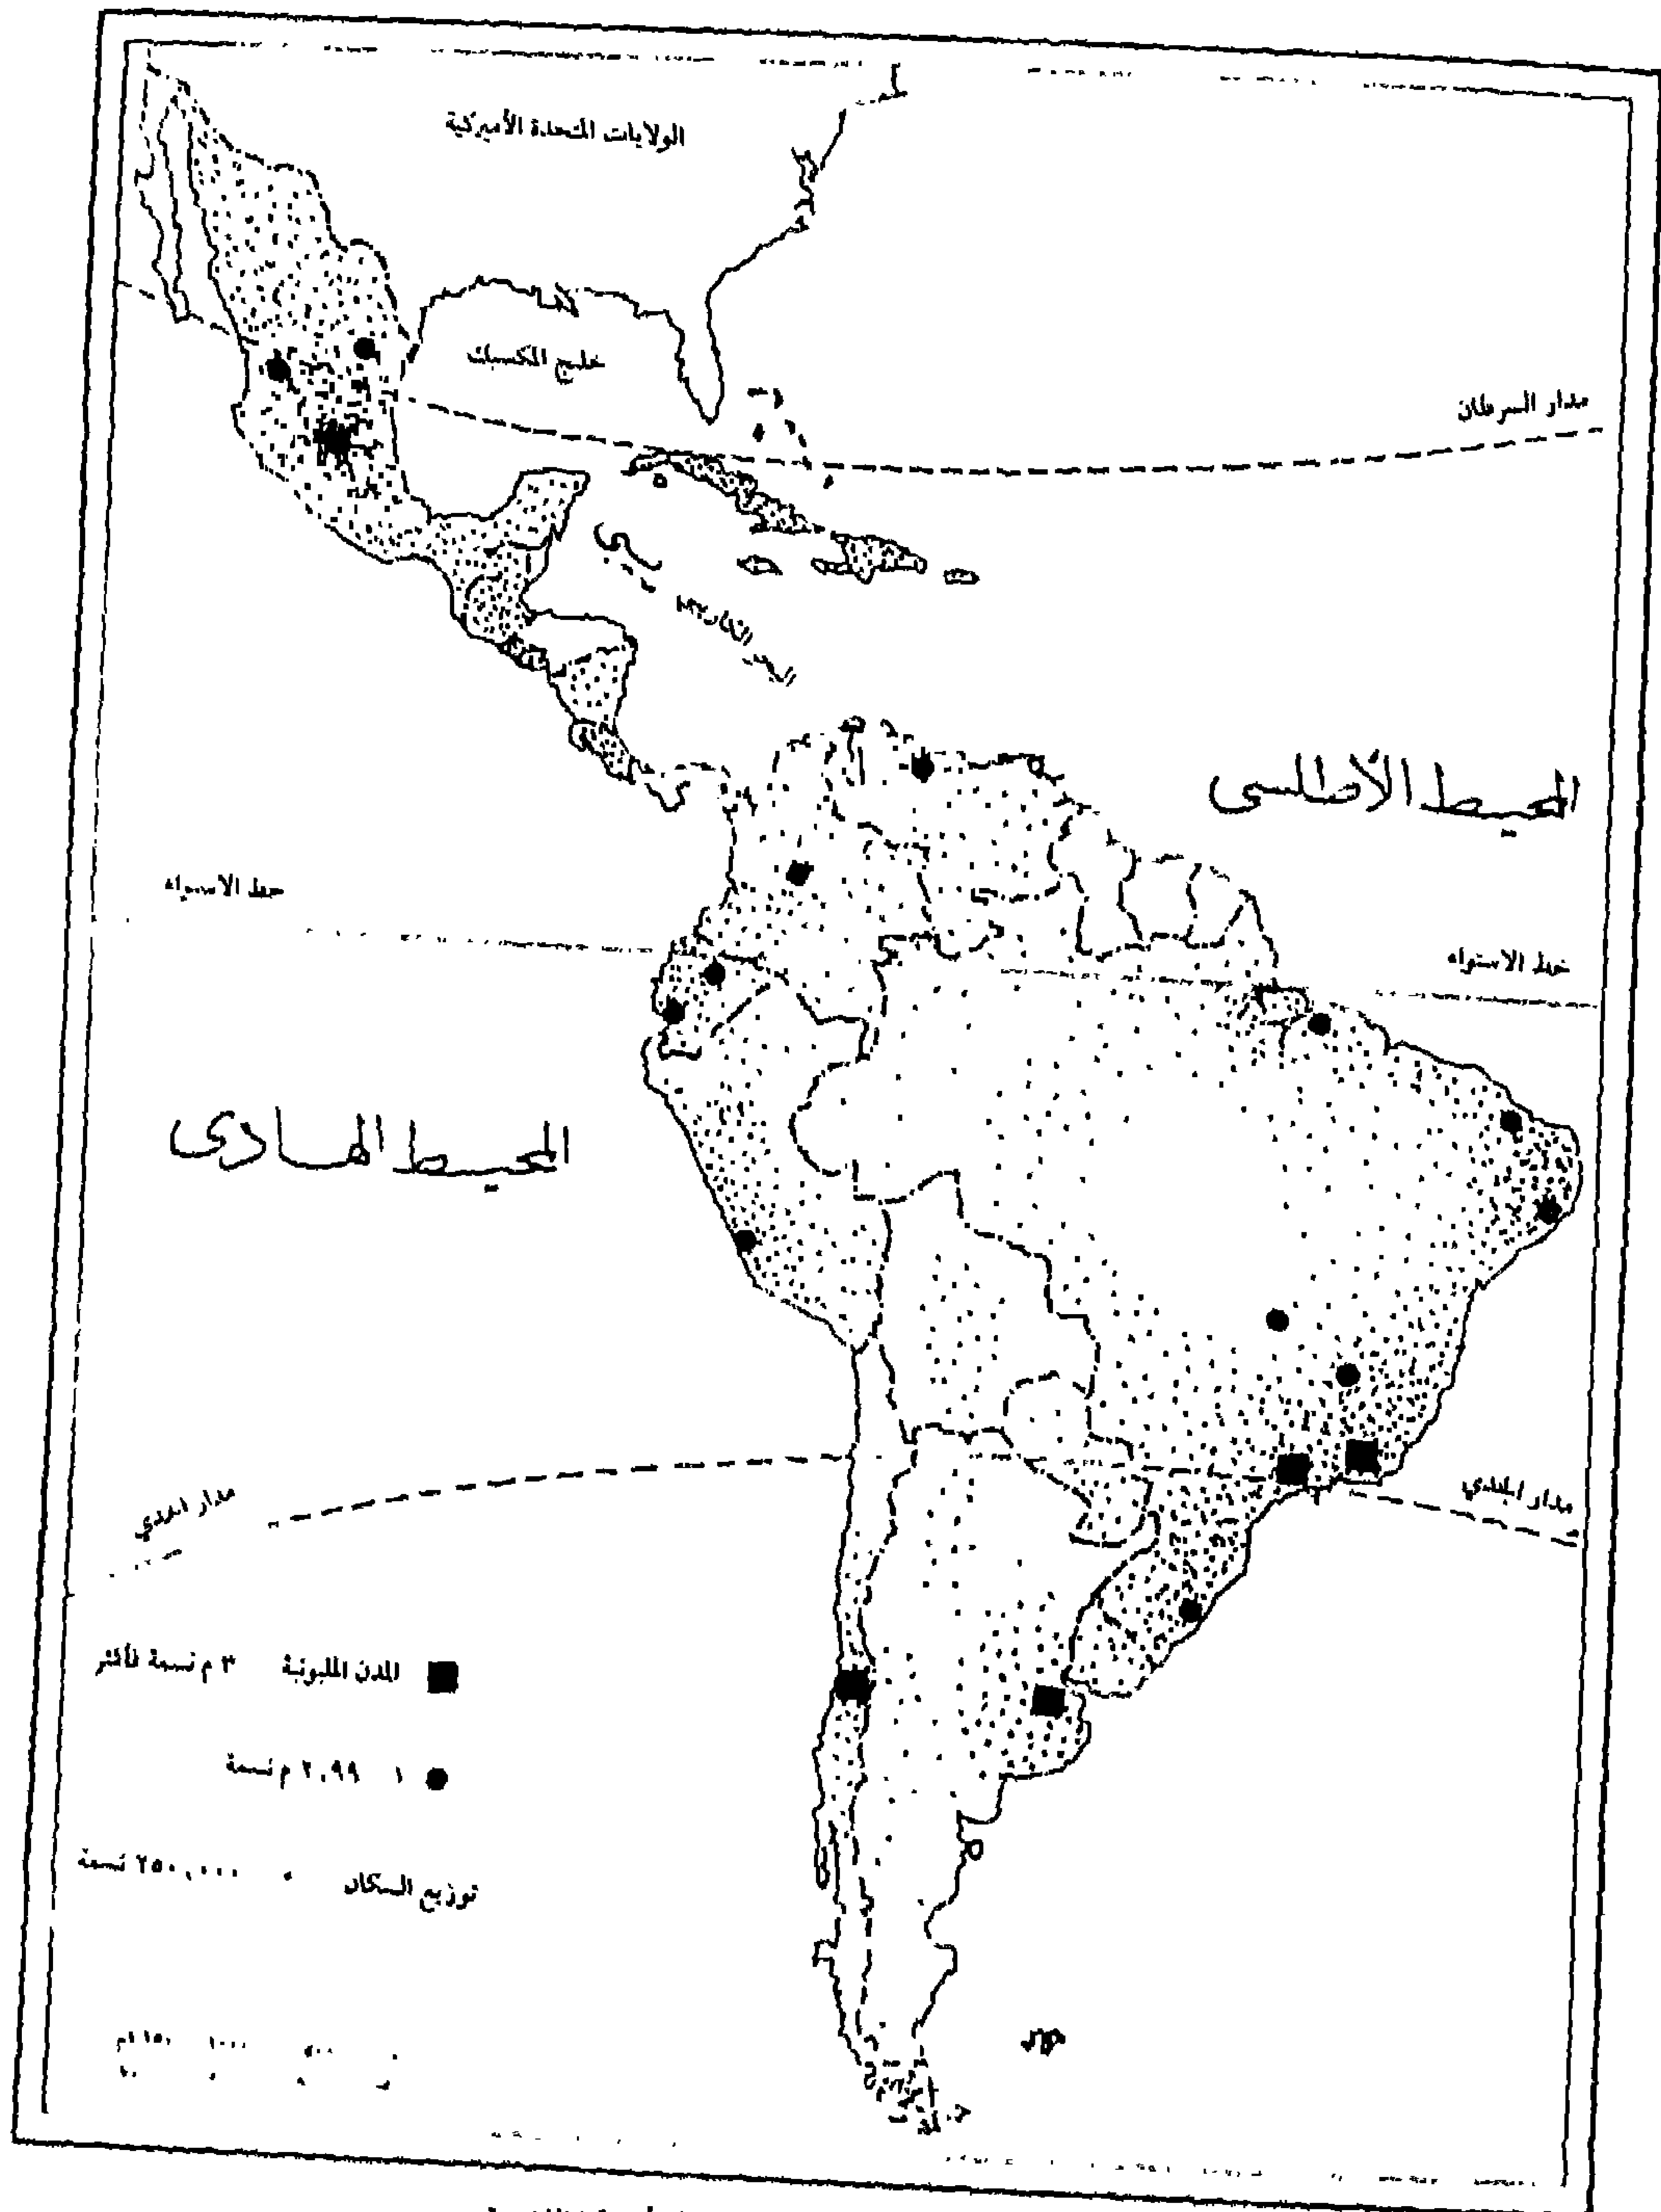 الولايات المتحدة الأميركية
خليج المكسيك
مدار السرطان
المحيط الأطلسى
خط الاستواء
خط الاستواء
المحيط الهادى
مدار الجدي
مدار الجدي
المدن المليونية ٣ م نسمة فأكثر
١ ٢,٩٩ م نسمة
توزيع السكان ٢٥٠,٠٠٠ نسمة